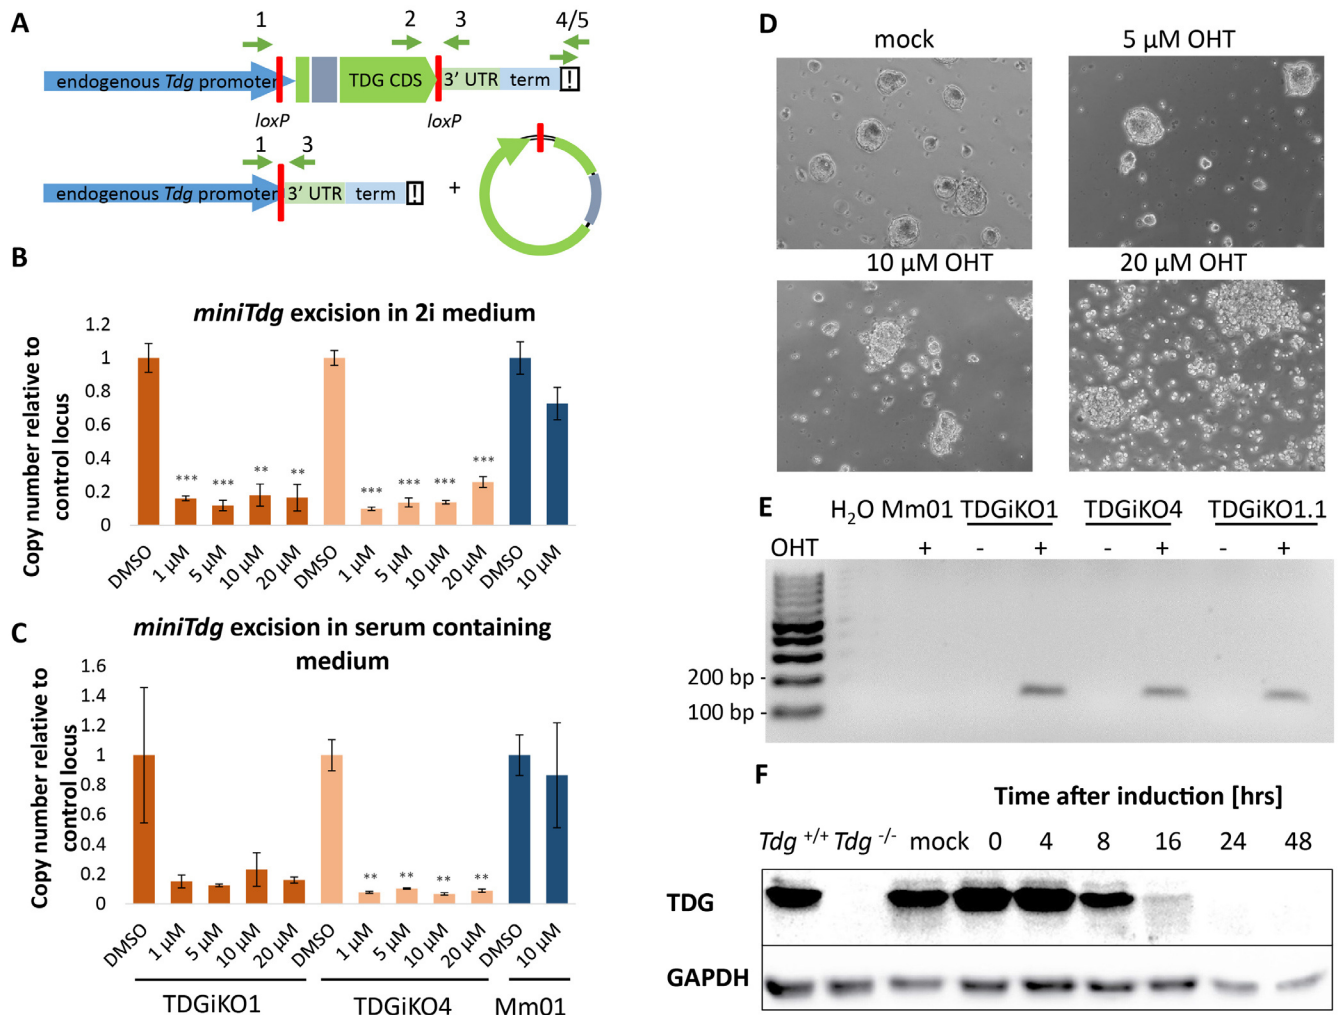 A
1 2 3 4/5
endogenous Tdg promoter TDG CDS 3' UTR term !
loxP loxP
1 3
endogenous Tdg promoter 3' UTR term ! +
B
miniTdg excision in 2i medium
Copy number relative to
control locus
1.2
1
0.8
0.6
0.4
0.2
0
*** *** ** ** *** *** *** ***
DMSO 1 µM 5 µM 10 µM 20 µM DMSO 1 µM 5 µM 10 µM 20 µM DMSO 10 µM
C
miniTdg excision in serum containing
medium
Copy number relative to
control locus
1.6
1.4
1.2
1
0.8
0.6
0.4
0.2
0
** ** ** **
DMSO 1 µM 5 µM 10 µM 20 µM DMSO 1 µM 5 µM 10 µM 20 µM DMSO 10 µM
TDGiKO1 TDGiKO4 Mm01
D
mock 5 µM OHT
10 µM OHT 20 µM OHT
E
H2O Mm01 TDGiKO1 TDGiKO4 TDGiKO1.1
OHT + - + - + - +
200 bp -
100 bp -
F
Time after induction [hrs]
Tdg +/+ Tdg -/- mock 0 4 8 16 24 48
TDG
GAPDH